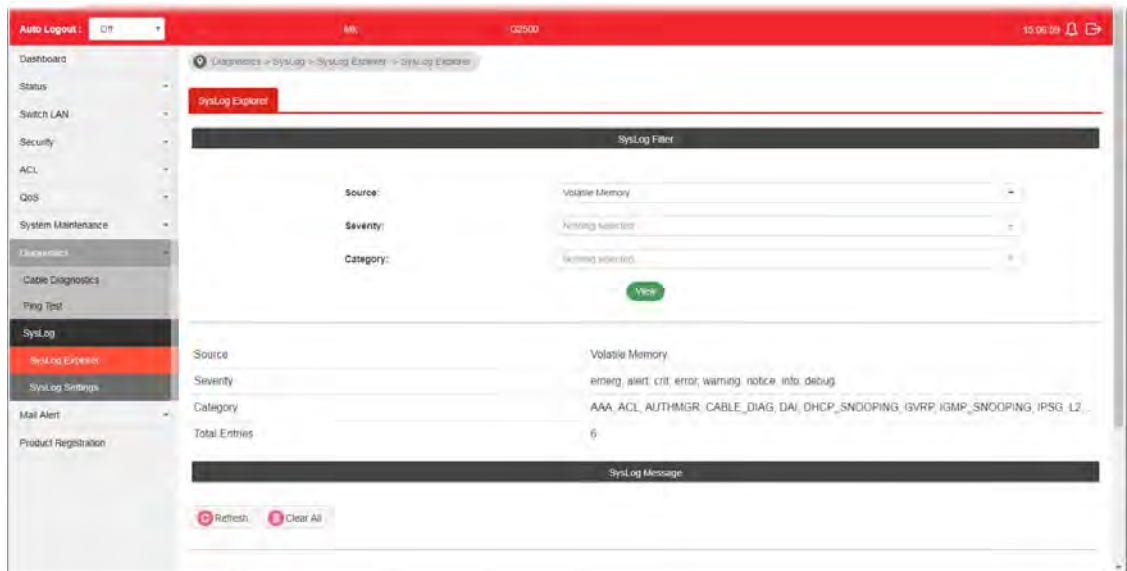 Auto Logout : Off G2500 15:06:09
Dashboard
Diagnostics > SysLog > SysLog Explorer > SysLog Explorer
Status
Switch LAN
SysLog Explorer
Security
SysLog Filter
ACL
QoS
Source: Volatile Memory
System Maintenance
Severity: Nothing selected
Diagnostics
Category: Nothing selected
Cable Diagnostics
View
Ping Test
SysLog
SysLog Explorer
Source Volatile Memory
SysLog Settings
Severity emerg, alert, crit, error, warning, notice, info, debug
Mail Alert
Category AAA, ACL, AUTHMGR, CABLE_DIAG, DAI, DHCP_SNOOPING, GVRP, IGMP_SNOOPING, IPSG, L2...
Total Entries 6
Product Registration
SysLog Message
Refresh Clear All